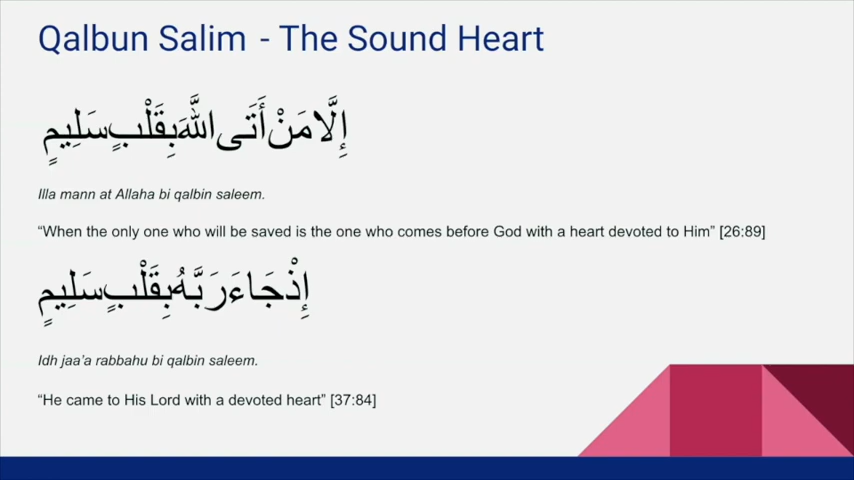 Qalbun Salim - The Sound Heart
إِلَّا مَنْ أَتَى اللَّهَ بِقَلْبٍ سَلِيمٍ
Illa mann at Allaha bi qalbin saleem.
“When the only one who will be saved is the one who comes before God with a heart devoted to Him” [26:89]
إِذْ جَاءَ رَبَّهُ بِقَلْبٍ سَلِيمٍ
Idh jaa’a rabbahu bi qalbin saleem.
“He came to His Lord with a devoted heart” [37:84]